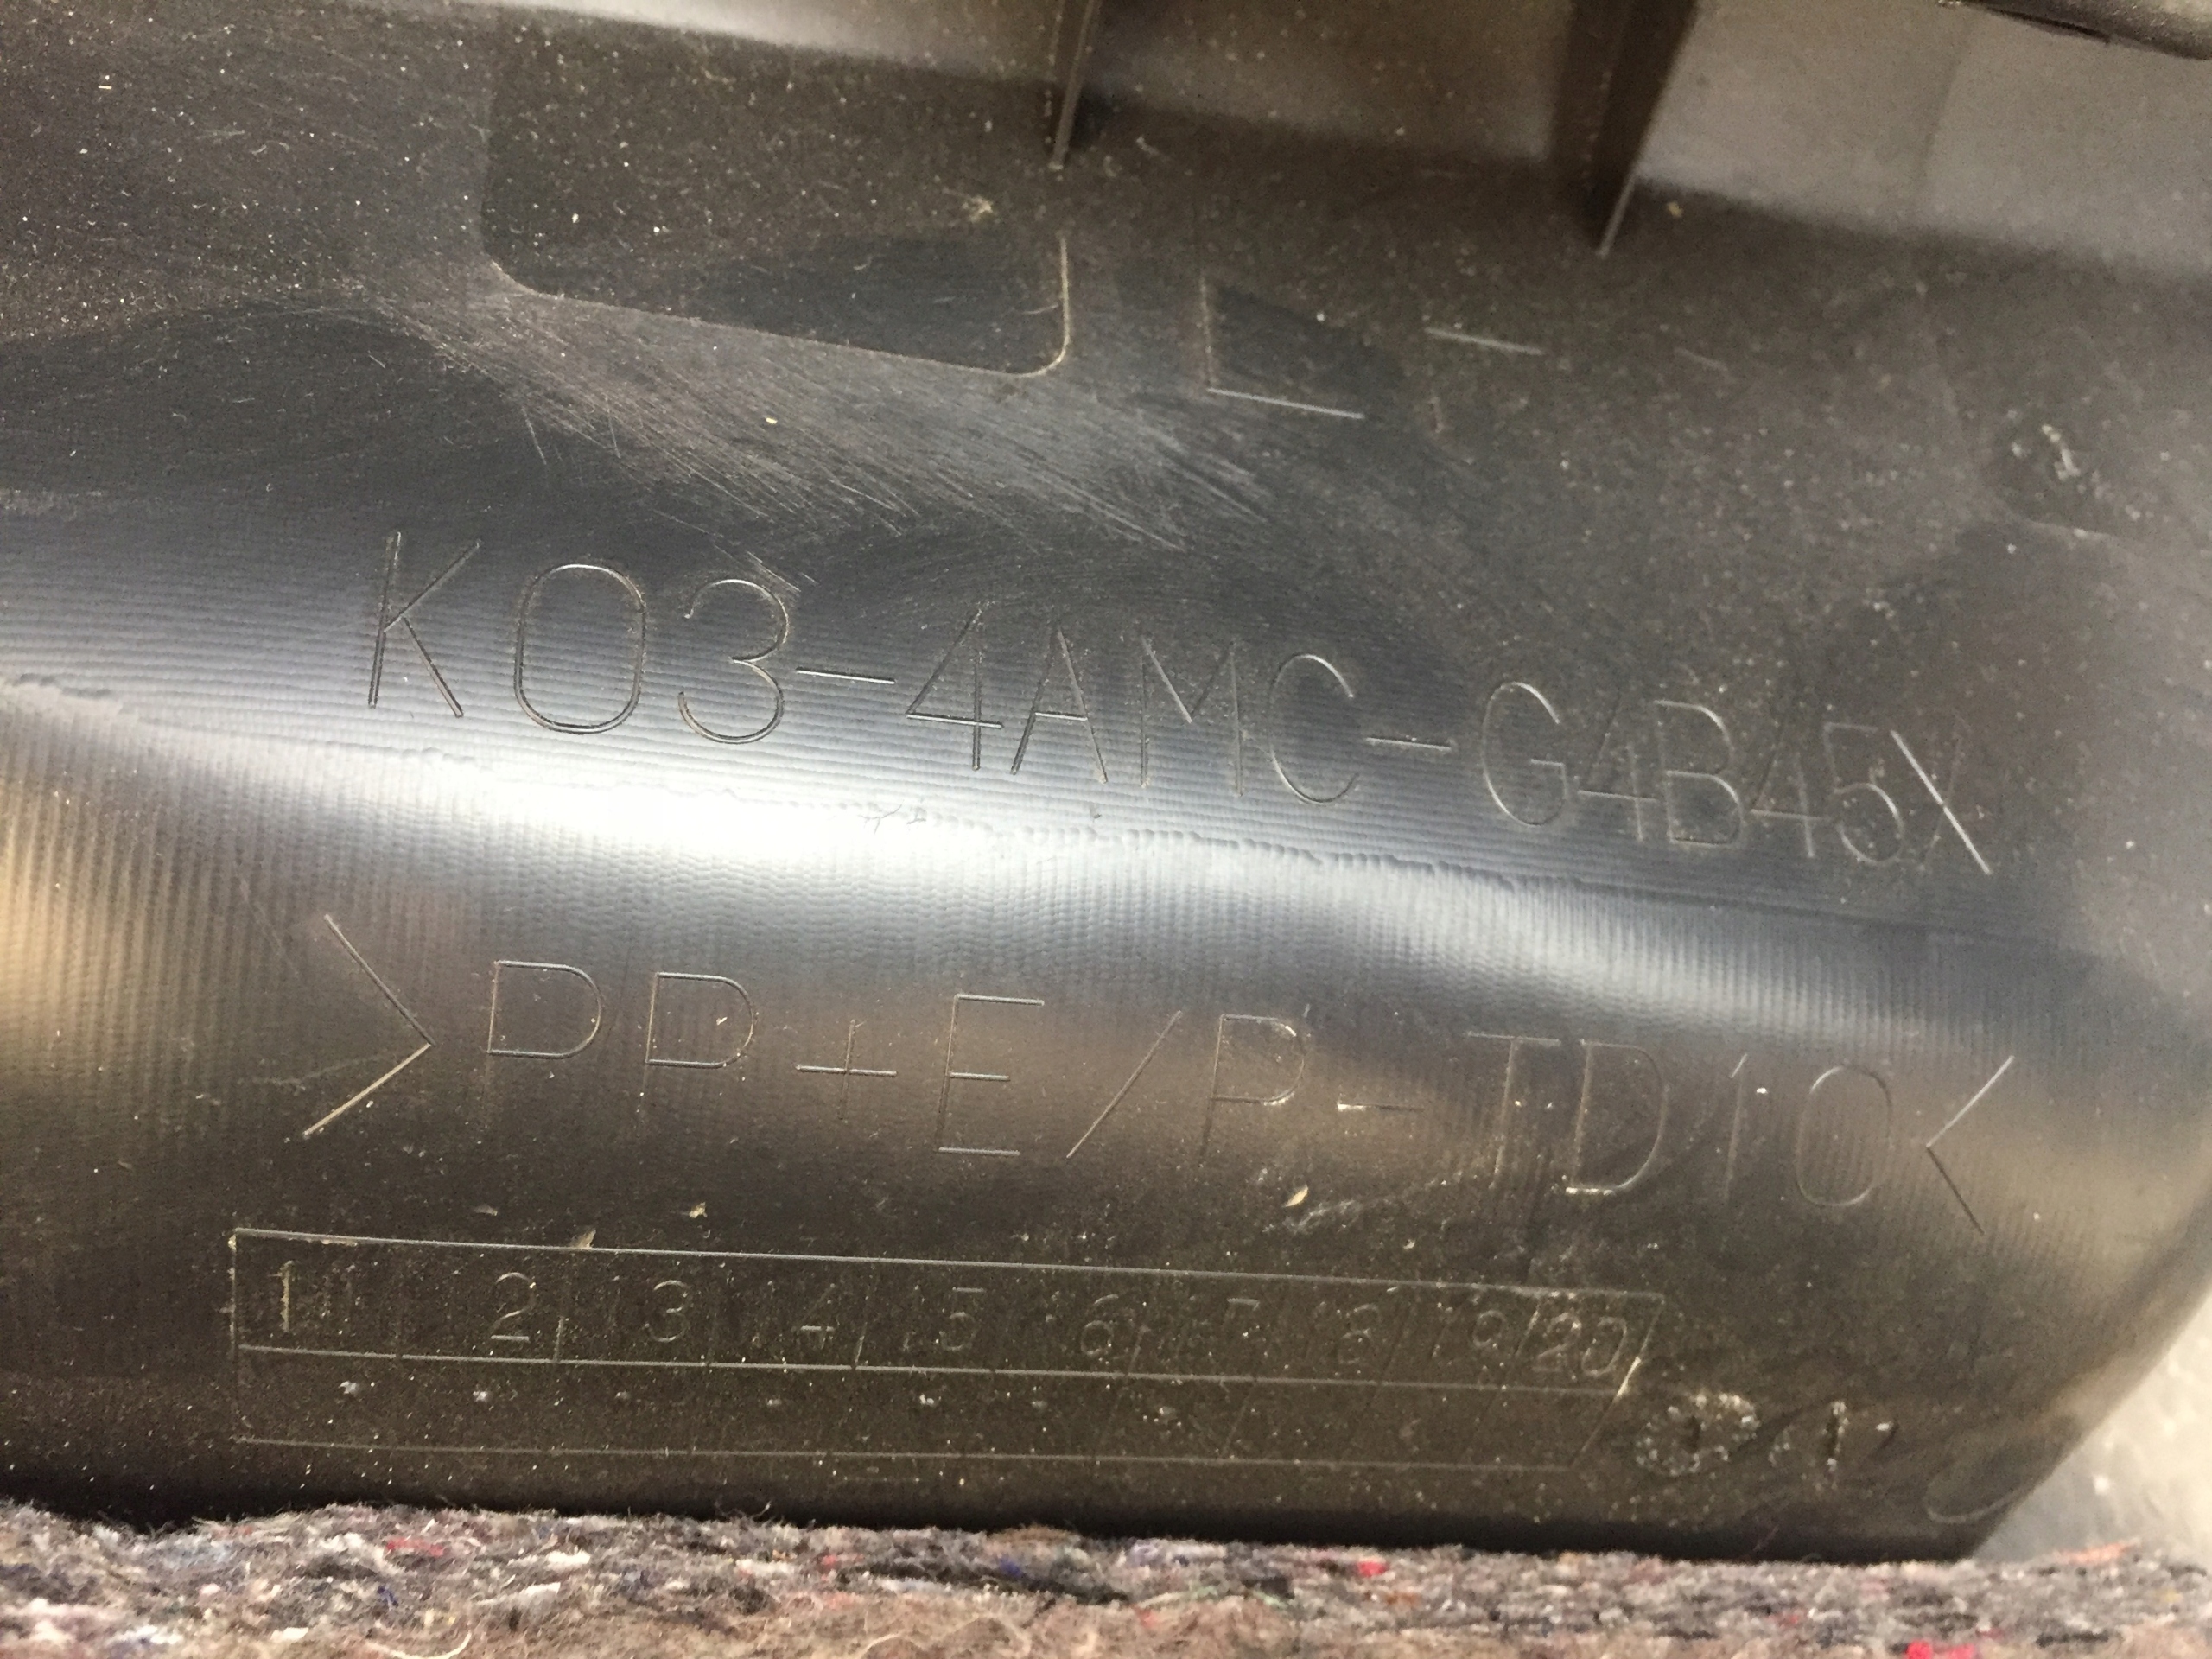 K03-4AMC-G4B45X
>PP+E/P-TD10<
1 2 3 4 5 6 7 8 9 20